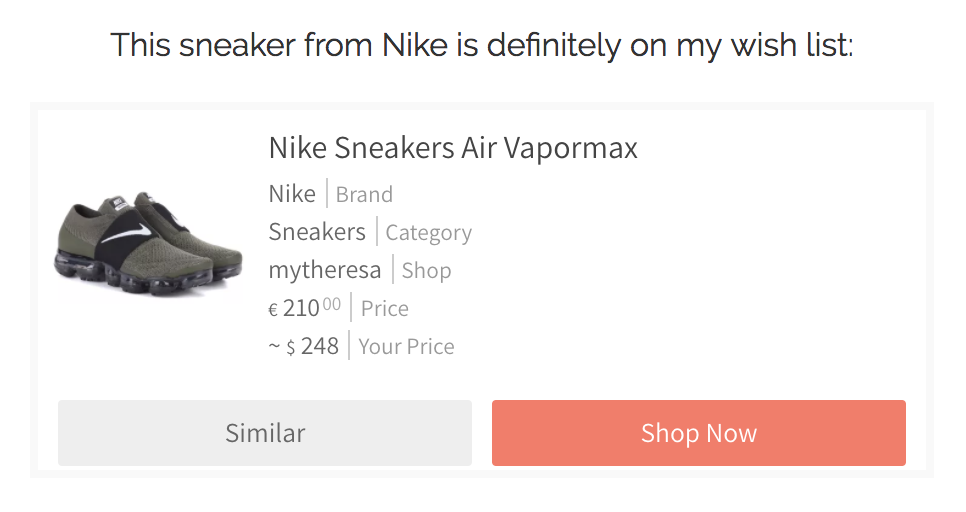 This sneaker from Nike is definitely on my wish list:
Nike Sneakers Air Vapormax
Nike | Brand
Sneakers | Category
mytheresa | Shop
€ 210 00 | Price
~ $ 248 | Your Price
Similar
Shop Now